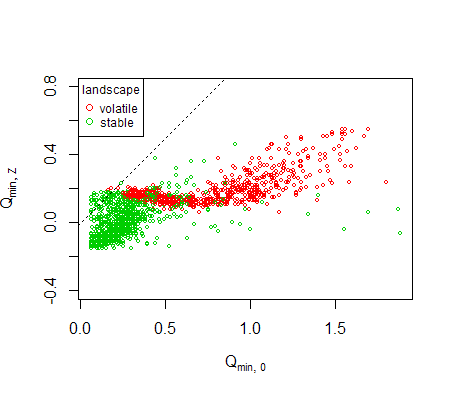 0.8
landscape
volatile
stable
0.4
Qmin, Z
0.0
-0.4
0.0 0.5 1.0 1.5
Qmin, 0